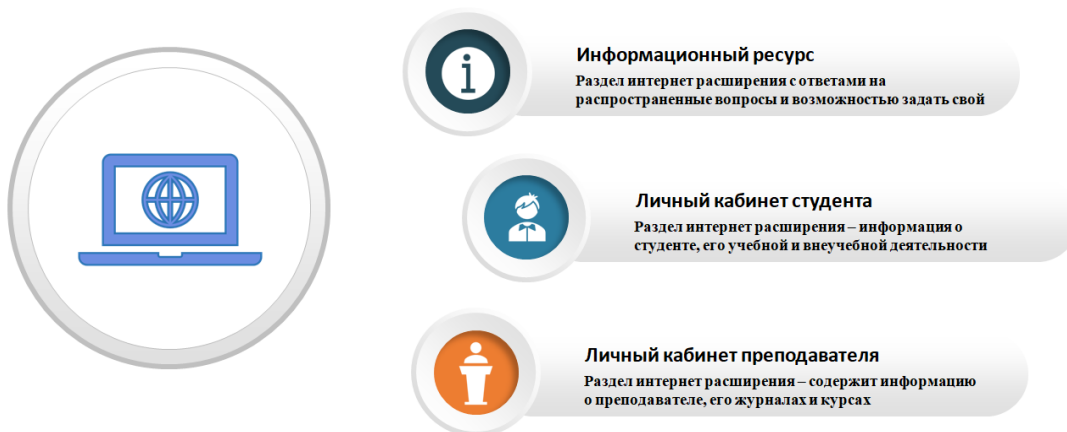 Информационный ресурс
Раздел интернет расширения с ответами на
распространенные вопросы и возможностью задать свой
Личный кабинет студента
Раздел интернет расширения – информация о
студенте, его учебной и внеучебной деятельности
Личный кабинет преподавателя
Раздел интернет расширения – содержит информацию
о преподавателе, его журналах и курсах